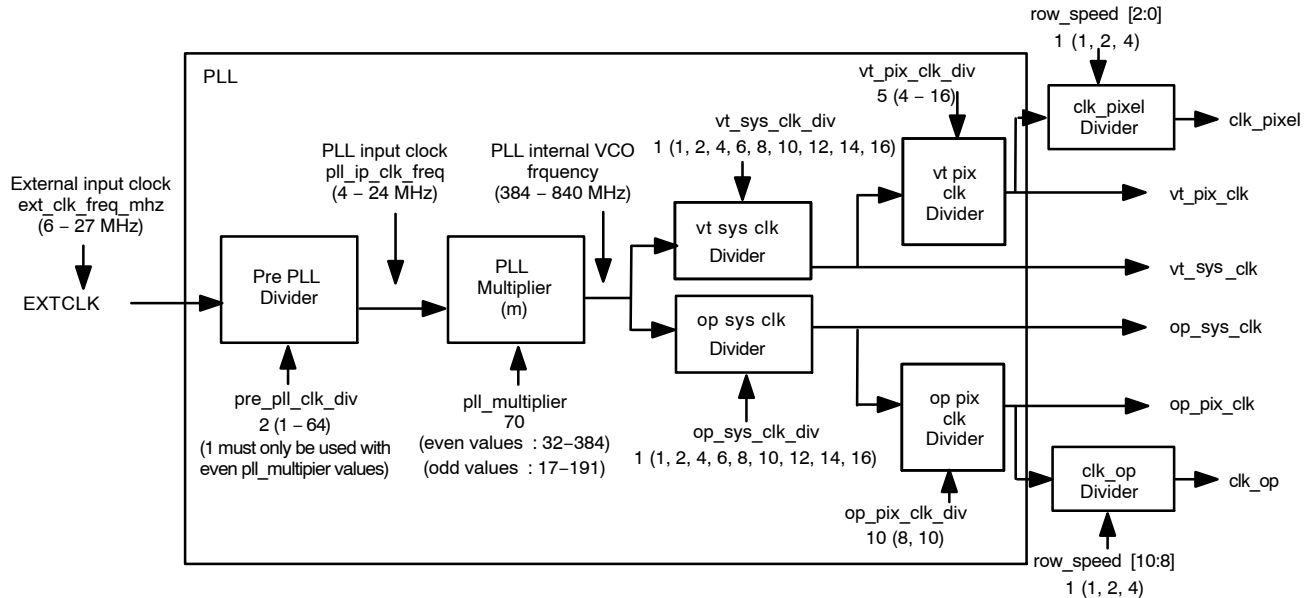 row_speed [2:0]
1 (1, 2, 4)
PLL
vt_pix_clk_div
5 (4 – 16)
clk_pixel
Divider
clk_pixel
vt_sys_clk_div
1 (1, 2, 4, 6, 8, 10, 12, 14, 16)
PLL input clock
pll_ip_clk_freq
(4 – 24 MHz)
PLL internal VCO
frquency
(384 – 840 MHz)
External input clock
ext_clk_freq_mhz
(6 – 27 MHz)
vt pix
clk
Divider
vt_pix_clk
vt sys clk
Divider
vt_sys_clk
Pre PLL
Divider
PLL
Multiplier
(m)
EXTCLK
op sys clk
Divider
op_sys_clk
pre_pll_clk_div
2 (1 – 64)
(1 must only be used with
even pll_multipier values)
pll_multiplier
70
(even values : 32–384)
(odd values : 17–191)
op_sys_clk_div
1 (1, 2, 4, 6, 8, 10, 12, 14, 16)
op pix
clk
Divider
op_pix_clk
clk_op
Divider
clk_op
op_pix_clk_div
10 (8, 10)
row_speed [10:8]
1 (1, 2, 4)